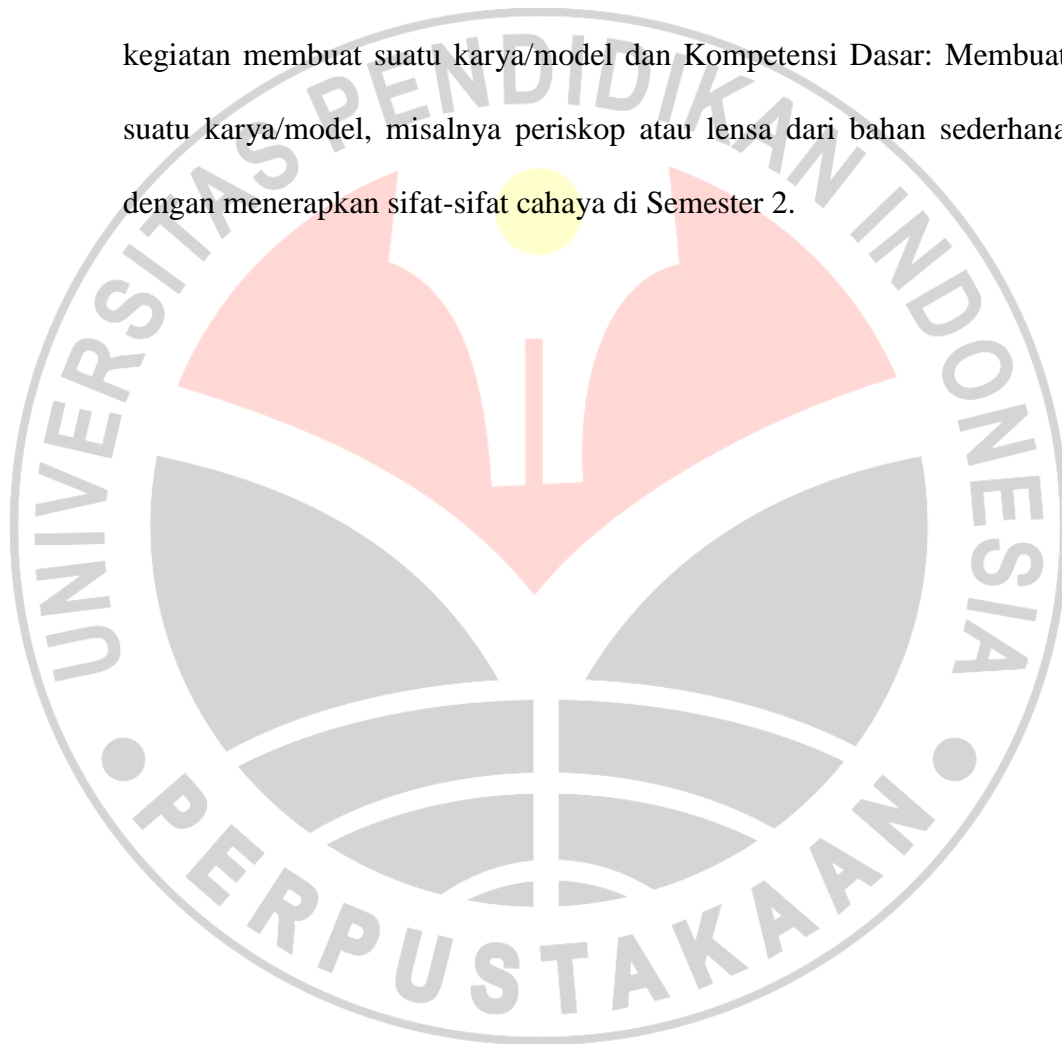 kegiatan membuat suatu karya/model dan Kompetensi Dasar: Membuat
suatu karya/model, misalnya periskop atau lensa dari bahan sederhana
dengan menerapkan sifat-sifat cahaya di Semester 2.
UNIVERSITAS PENDIDIKAN INDONESIA
PERPUSTAKAAN